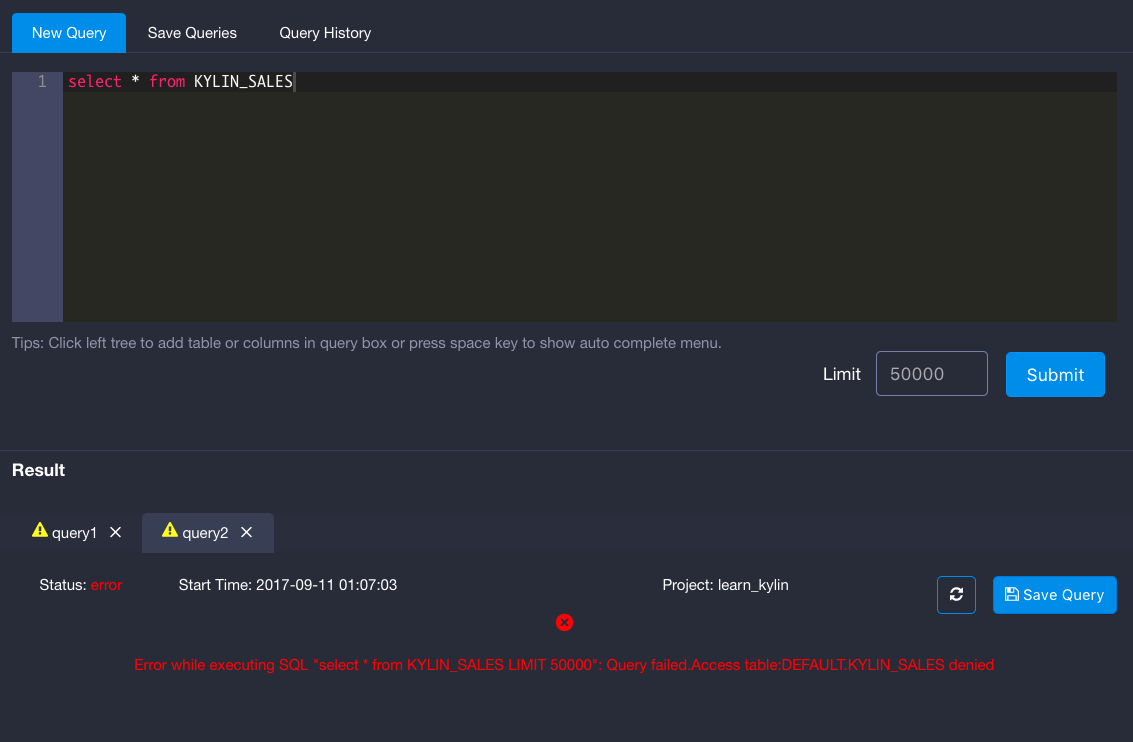 New Query Save Queries Query History
1 select * from KYLIN_SALES
Tips: Click left tree to add table or columns in query box or press space key to show auto complete menu.
Limit 50000 Submit
Result
query1 query2
Status: error Start Time: 2017-09-11 01:07:03 Project: learn_kylin Save Query
Error while executing SQL "select * from KYLIN_SALES LIMIT 50000": Query failed.Access table:DEFAULT.KYLIN_SALES denied